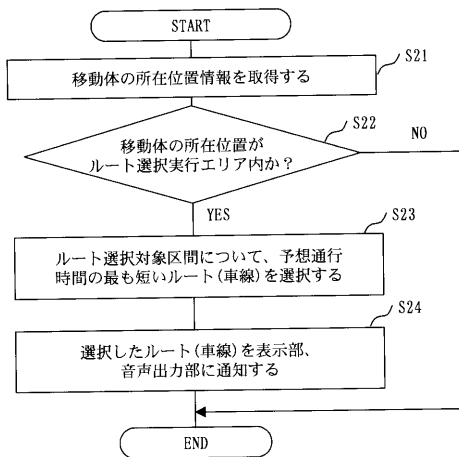 START
S21
移動体の所在位置情報を取得する
S22
移動体の所在位置が
ルート選択実行エリア内か?
NO
YES
S23
ルート選択対象区間について、予想通行
時間の最も短いルート(車線)を選択する
S24
選択したルート(車線)を表示部、
音声出力部に通知する
END